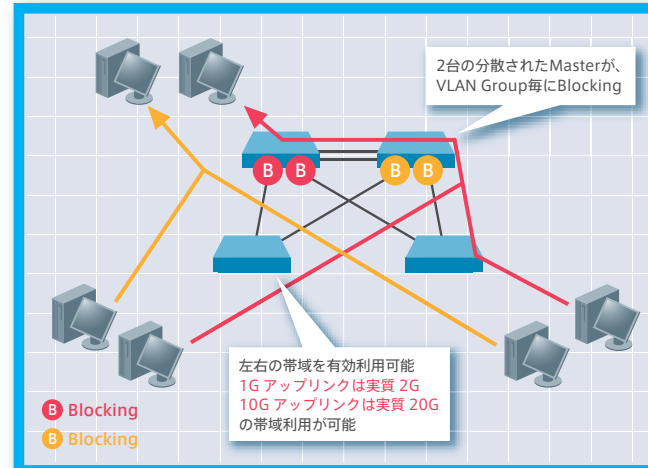 2台の分散されたMasterが、
VLAN Group毎にBlocking
B B B B
左右の帯域を有効利用可能
1G アップリンクは実質 2G
10G アップリンクは実質 20G
の帯域利用が可能
B Blocking
B Blocking